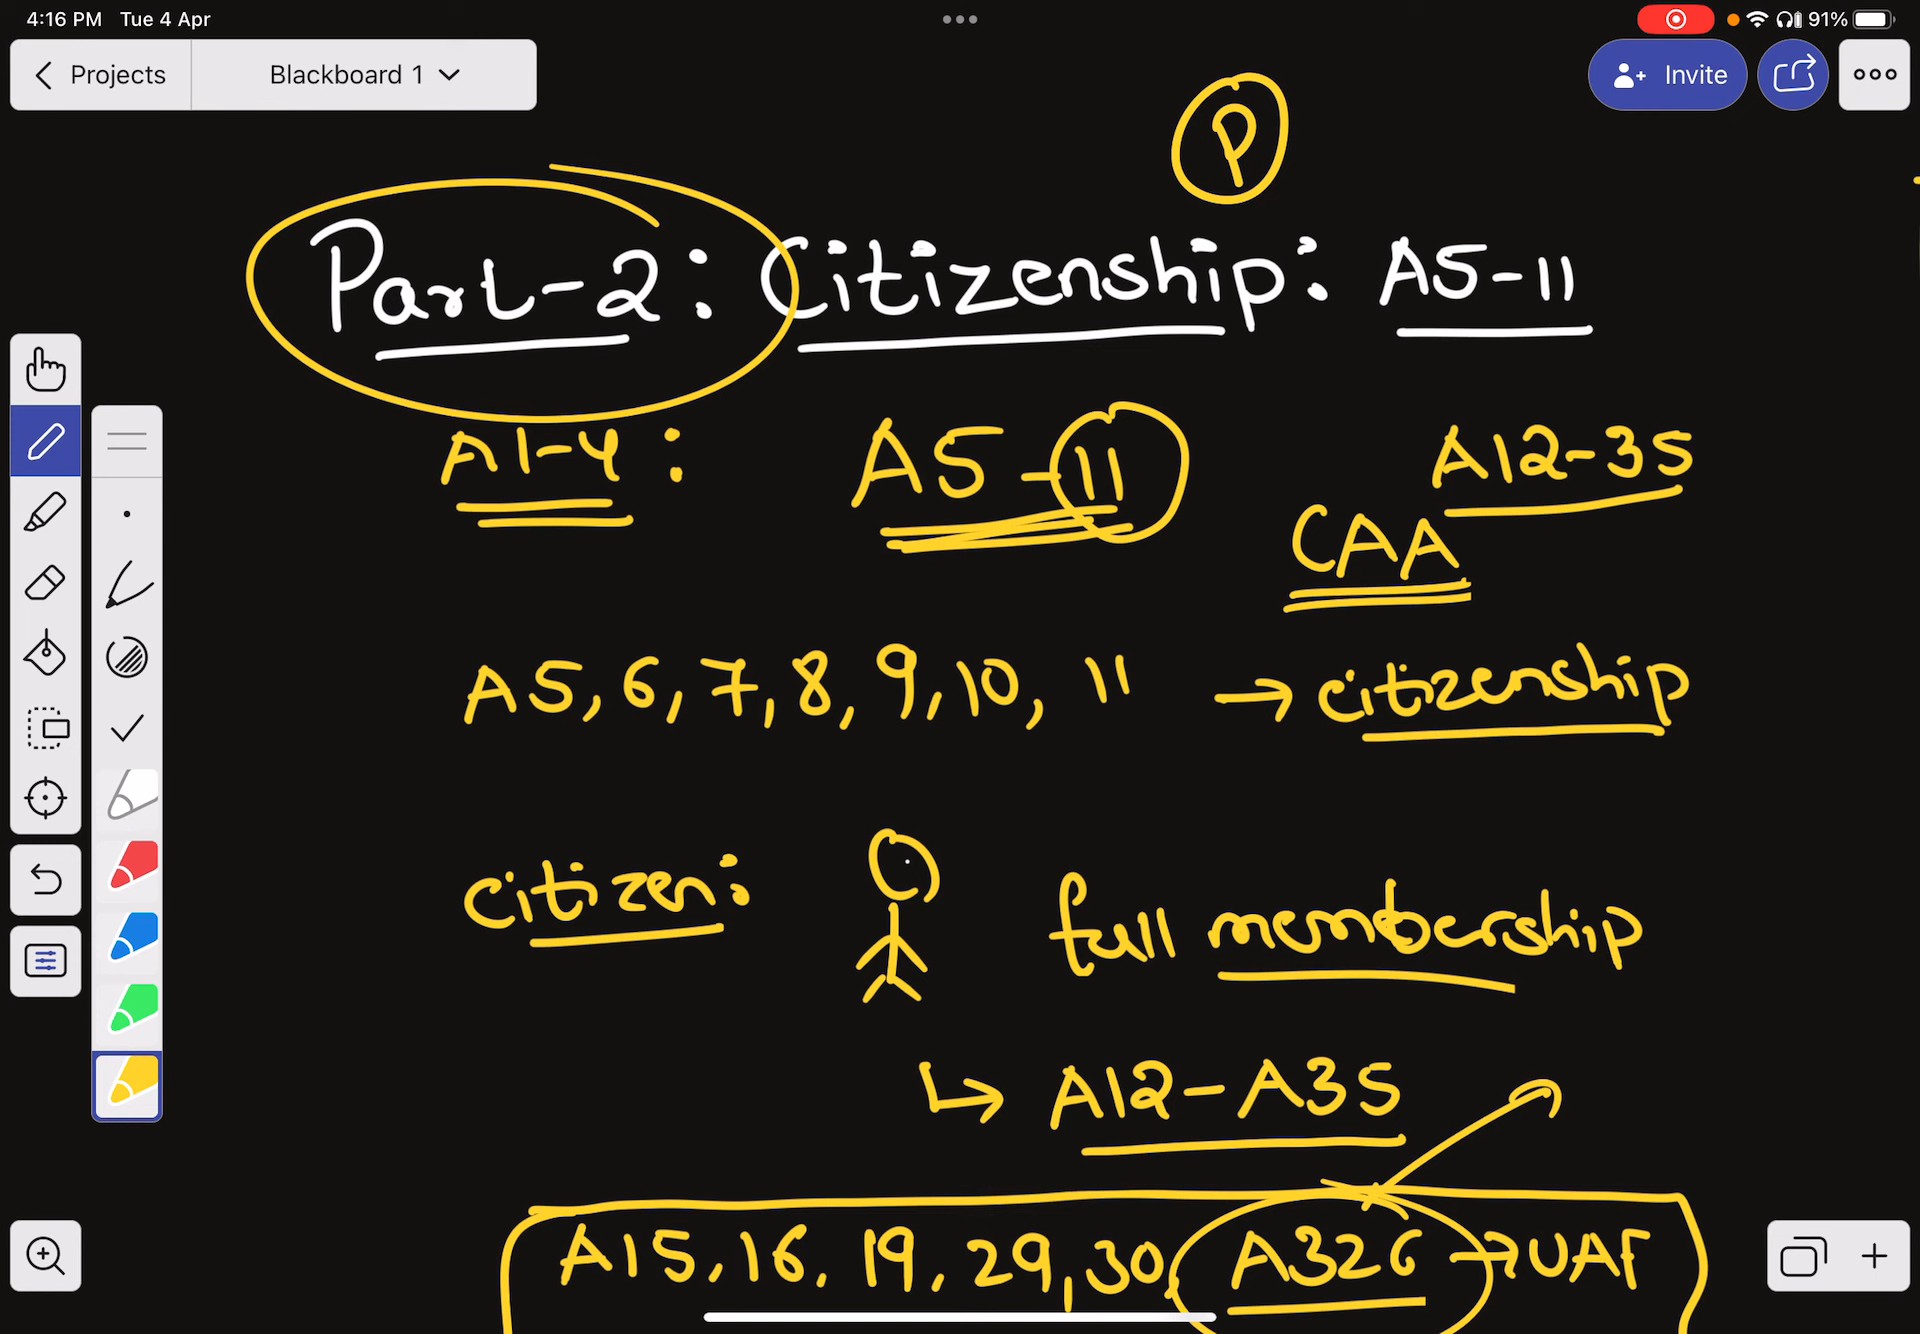 4:16 PM Tue 4 Apr
91%
Projects
Blackboard 1
Invite
P
Part-2: Citizenship: A5-11
A1-4: A5-11 A12-35
CAA
A5, 6, 7, 8, 9, 10, 11 → citizenship
citizen: full membership
↳ A12-A35
A15, 16, 19, 29, 30, A326 → UAF